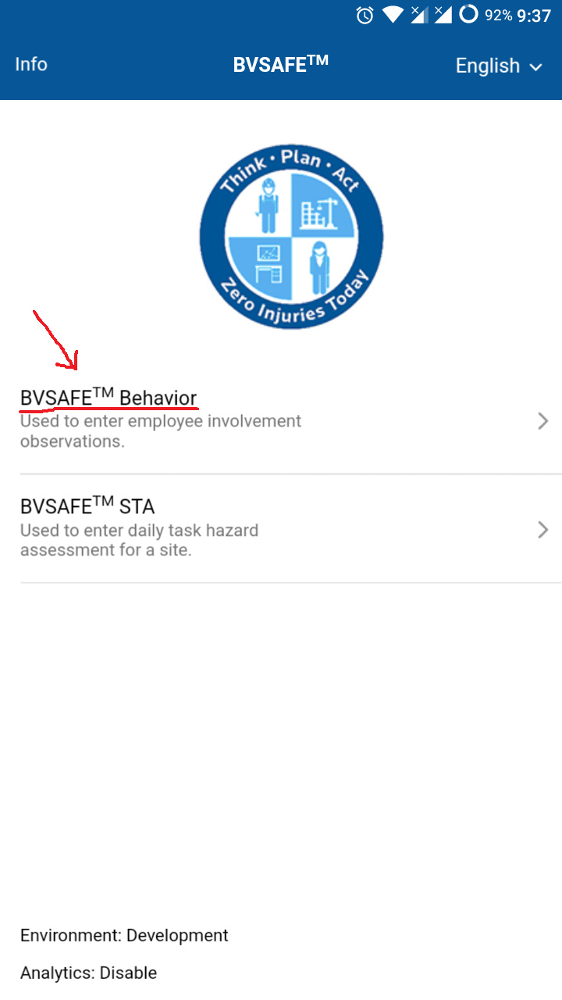 92% 9:37
Info BVSAFE™ English
Think • Plan • Act
Zero Injuries Today
BVSAFE™ Behavior
Used to enter employee involvement
observations.
BVSAFE™ STA
Used to enter daily task hazard
assessment for a site.
Environment: Development
Analytics: Disable